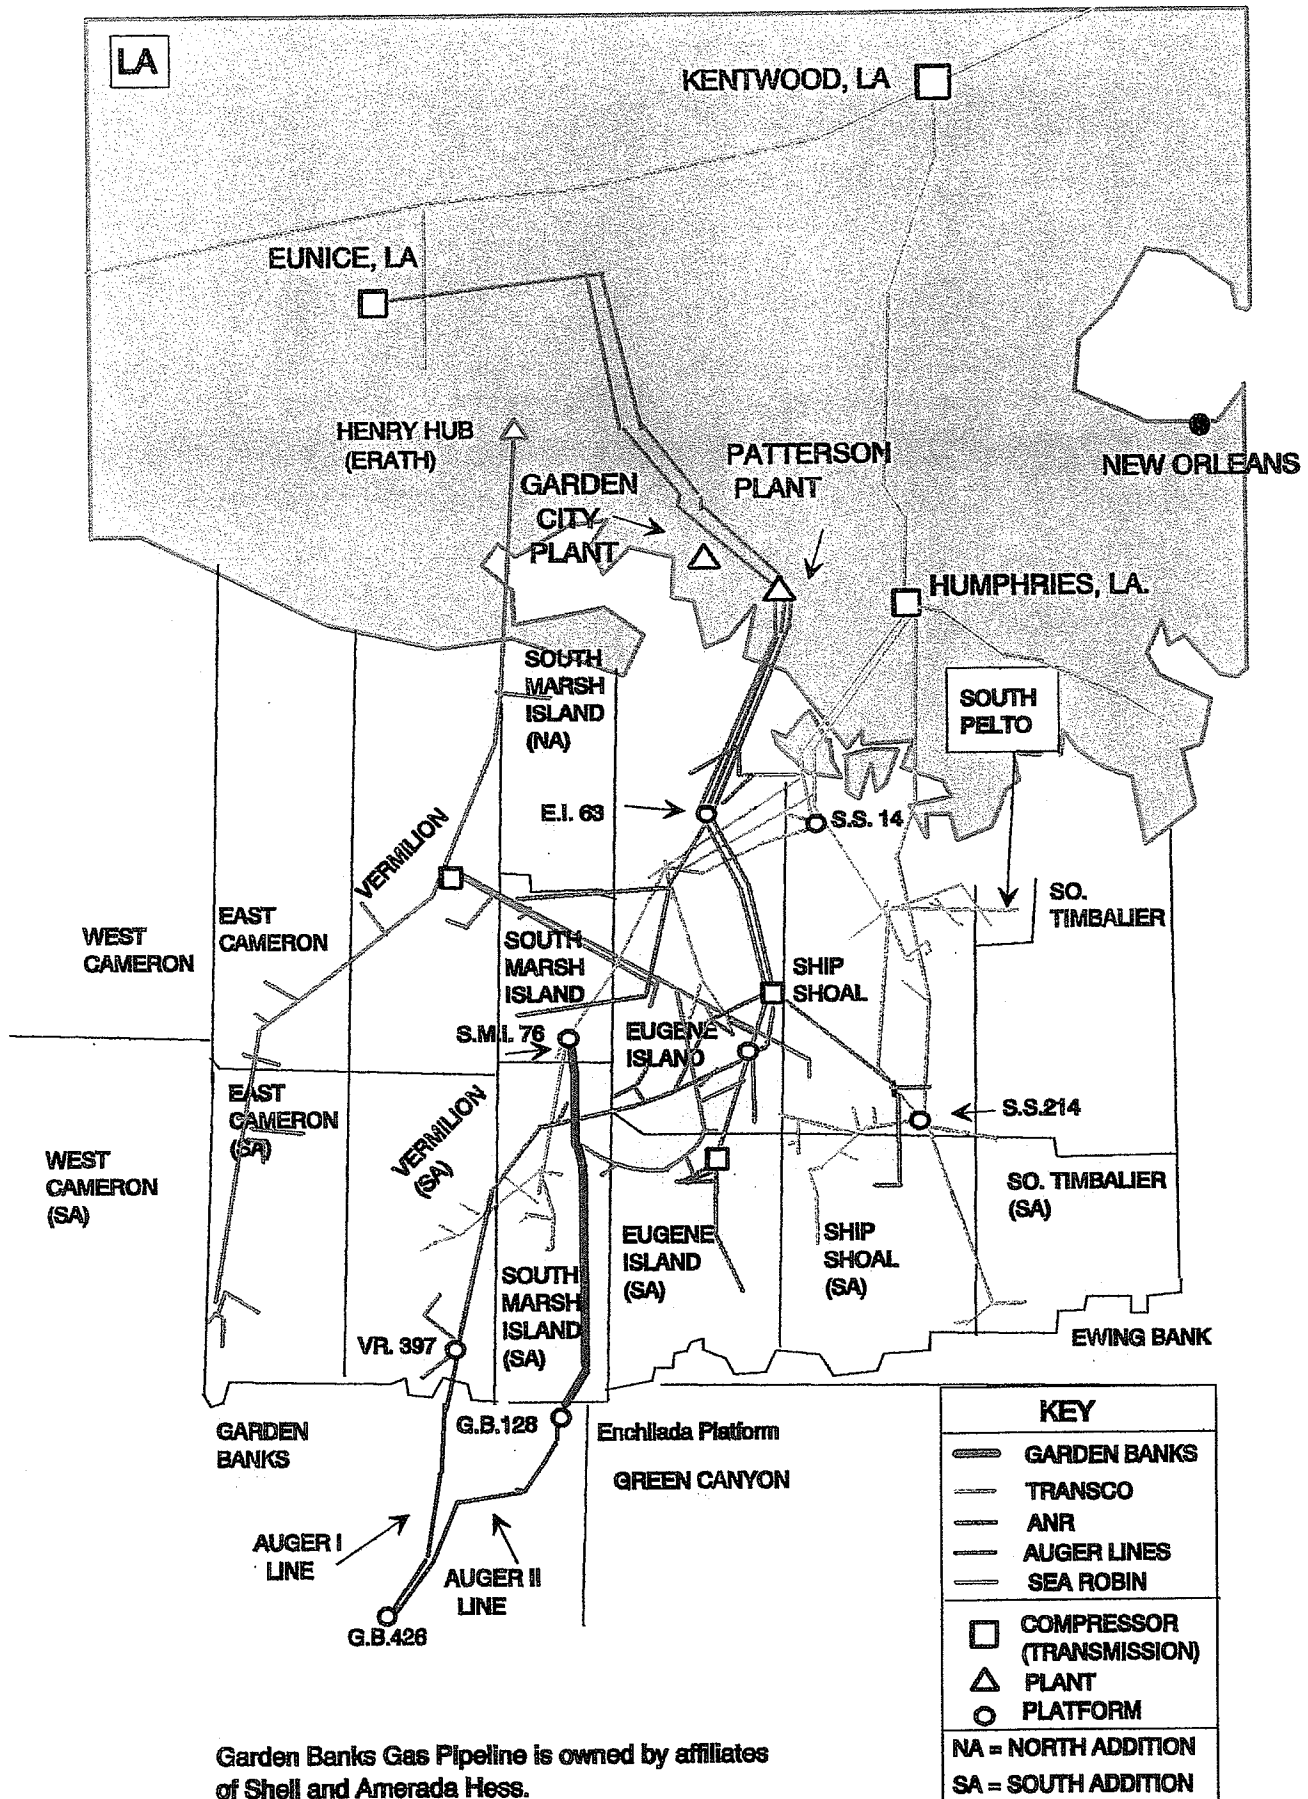 LA
KENTWOOD, LA
EUNICE, LA
HENRY HUB
(ERATH)
GARDEN
CITY
PLANT
PATTERSON
PLANT
NEW ORLEANS
HUMPHRIES, LA.
SOUTH
MARSH
ISLAND
(NA)
SOUTH
PELTO
E.I. 63
S.S. 14
VERMILION
WEST
CAMERON
EAST
CAMERON
SOUTH
MARSH
ISLAND
SHIP
SHOAL
SO.
TIMBALIER
S.M.I. 76
EUGENE
ISLAND
EAST
CAMERON
(SA)
VERMILION
(SA)
S.S.214
WEST
CAMERON
(SA)
SO. TIMBALIER
(SA)
EUGENE
ISLAND
(SA)
SHIP
SHOAL
(SA)
SOUTH
MARSH
ISLAND
(SA)
VR. 397
EWING BANK
GARDEN
BANKS
G.B.128
Enchilada Platform
GREEN CANYON
AUGER I
LINE
AUGER II
LINE
G.B.426
KEY
GARDEN BANKS
TRANSCO
ANR
AUGER LINES
SEA ROBIN
COMPRESSOR
(TRANSMISSION)
PLANT
PLATFORM
NA = NORTH ADDITION
SA = SOUTH ADDITION
Garden Banks Gas Pipeline is owned by affiliates
of Shell and Amerada Hess.